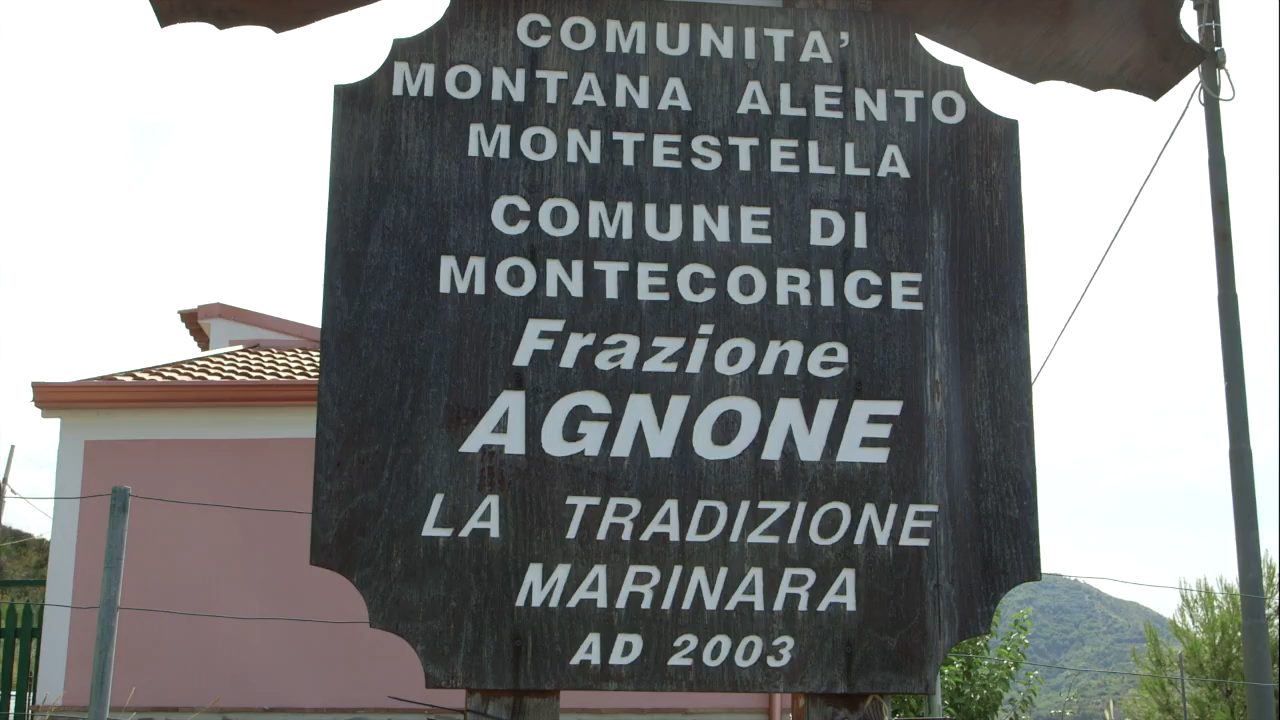 COMUNITA'
MONTANA ALENTO
MONTESTELLA
COMUNE DI
MONTECORICE
Frazione
AGNONE
LA TRADIZIONE
MARINARA
AD 2003